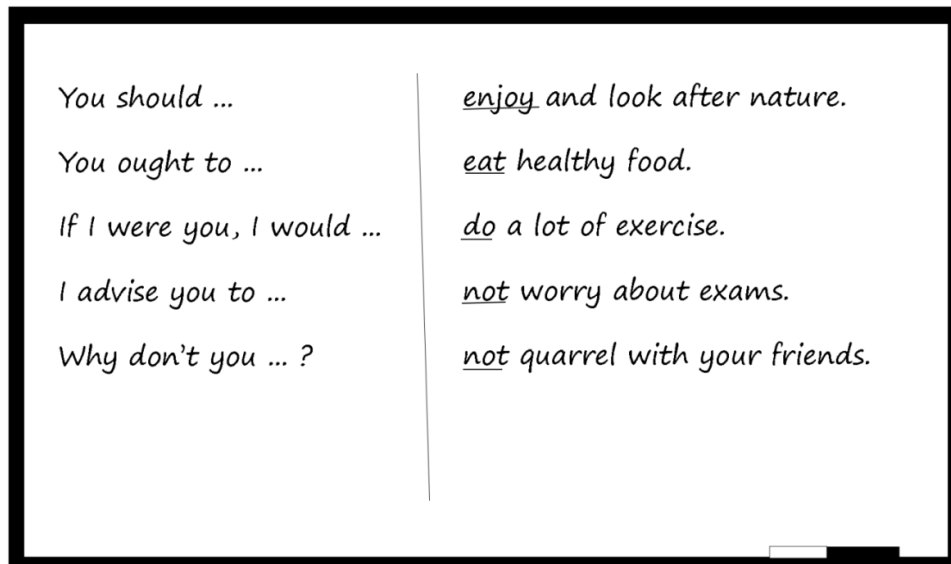 You should ...
You ought to ...
If I were you, I would ...
I advise you to ...
Why don't you ... ?
enjoy and look after nature.
eat healthy food.
do a lot of exercise.
not worry about exams.
not quarrel with your friends.